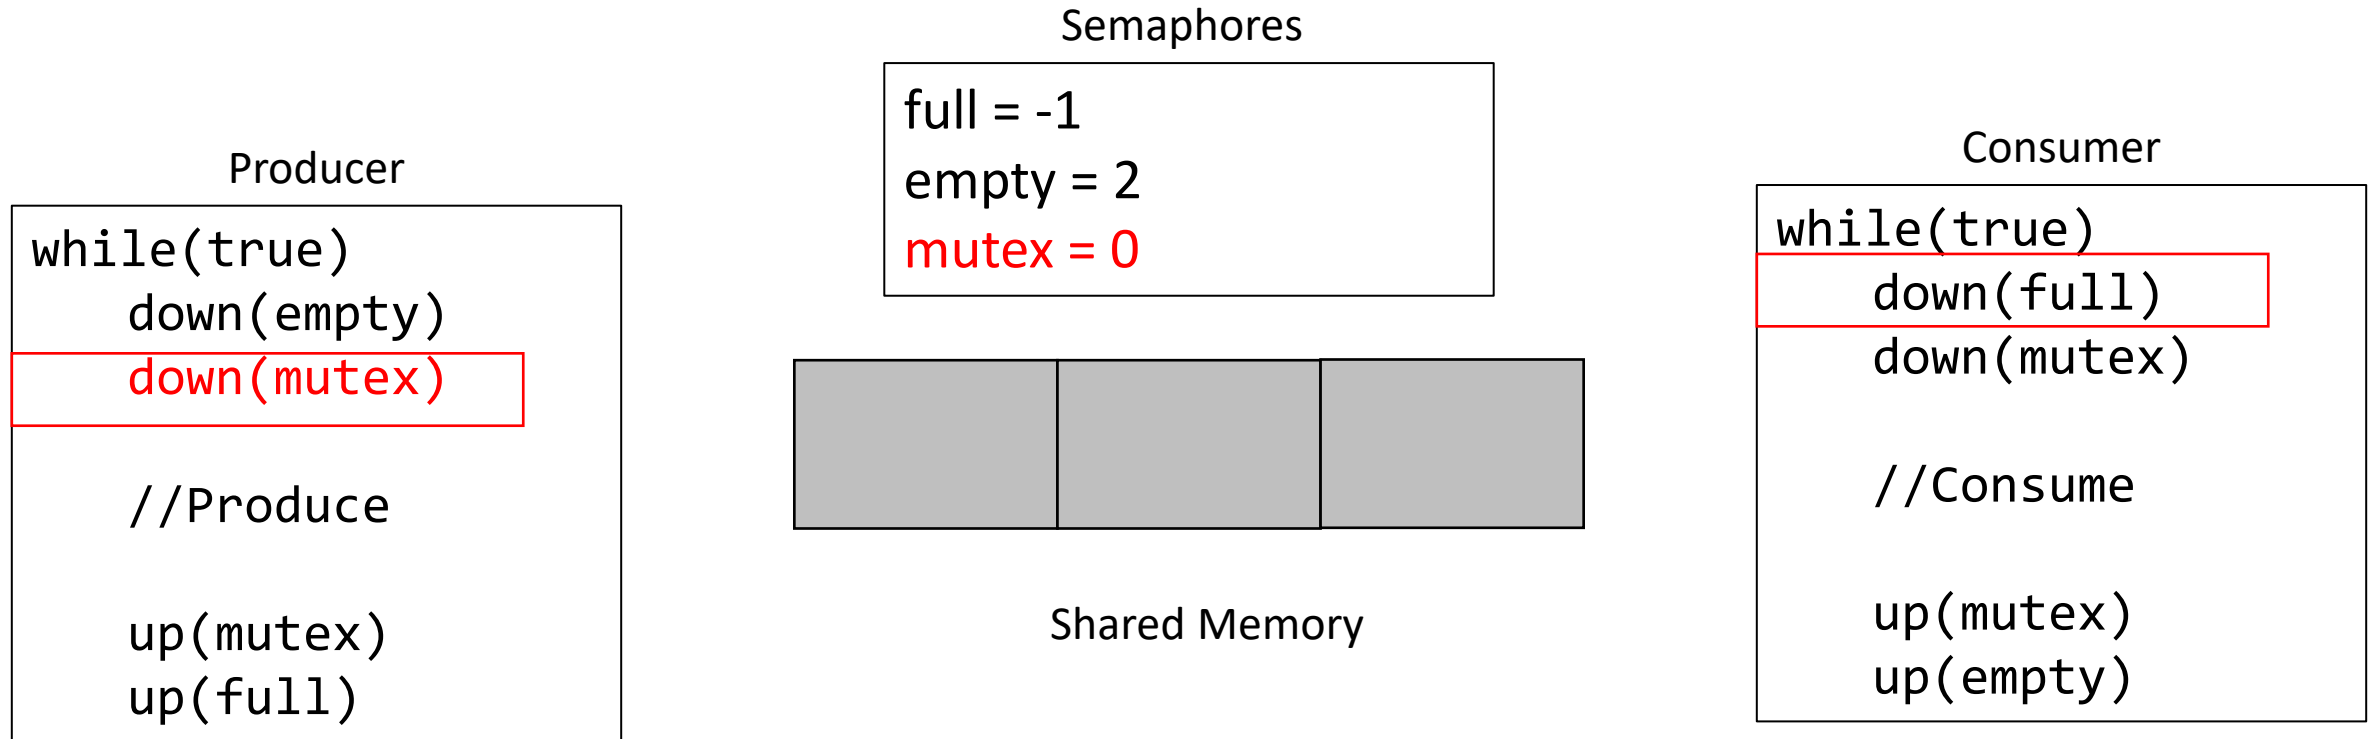 Semaphores
full = -1
empty = 2
mutex = 0
Producer
while(true)
down(empty)
down(mutex)
//Produce
up(mutex)
up(full)
Shared Memory
Consumer
while(true)
down(full)
down(mutex)
//Consume
up(mutex)
up(empty)